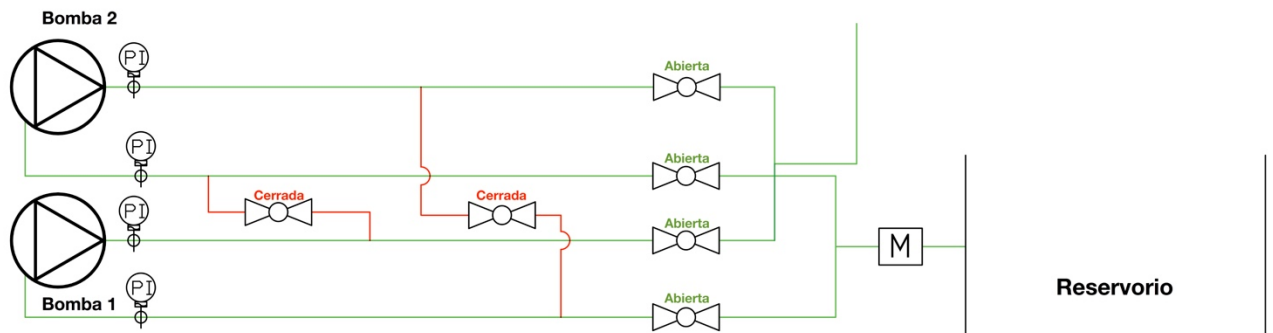 Bomba 2
PI
Abierta
PI
Abierta
Cerrada
Cerrada
PI
Abierta
M
PI
Bomba 1
Abierta
Reservorio